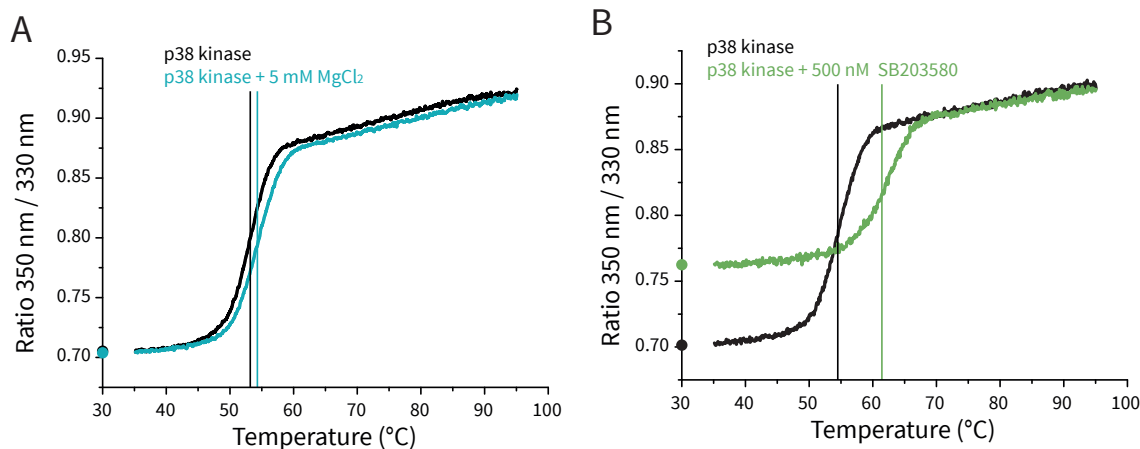 A
p38 kinase
p38 kinase + 5 mM MgCl₂
Ratio 350 nm / 330 nm
0.95
0.90
0.85
0.80
0.75
0.70
30 40 50 60 70 80 90 100
Temperature (°C)
B
p38 kinase
p38 kinase + 500 nM SB203580
Ratio 350 nm / 330 nm
0.90
0.85
0.80
0.75
0.70
30 40 50 60 70 80 90 100
Temperature (°C)